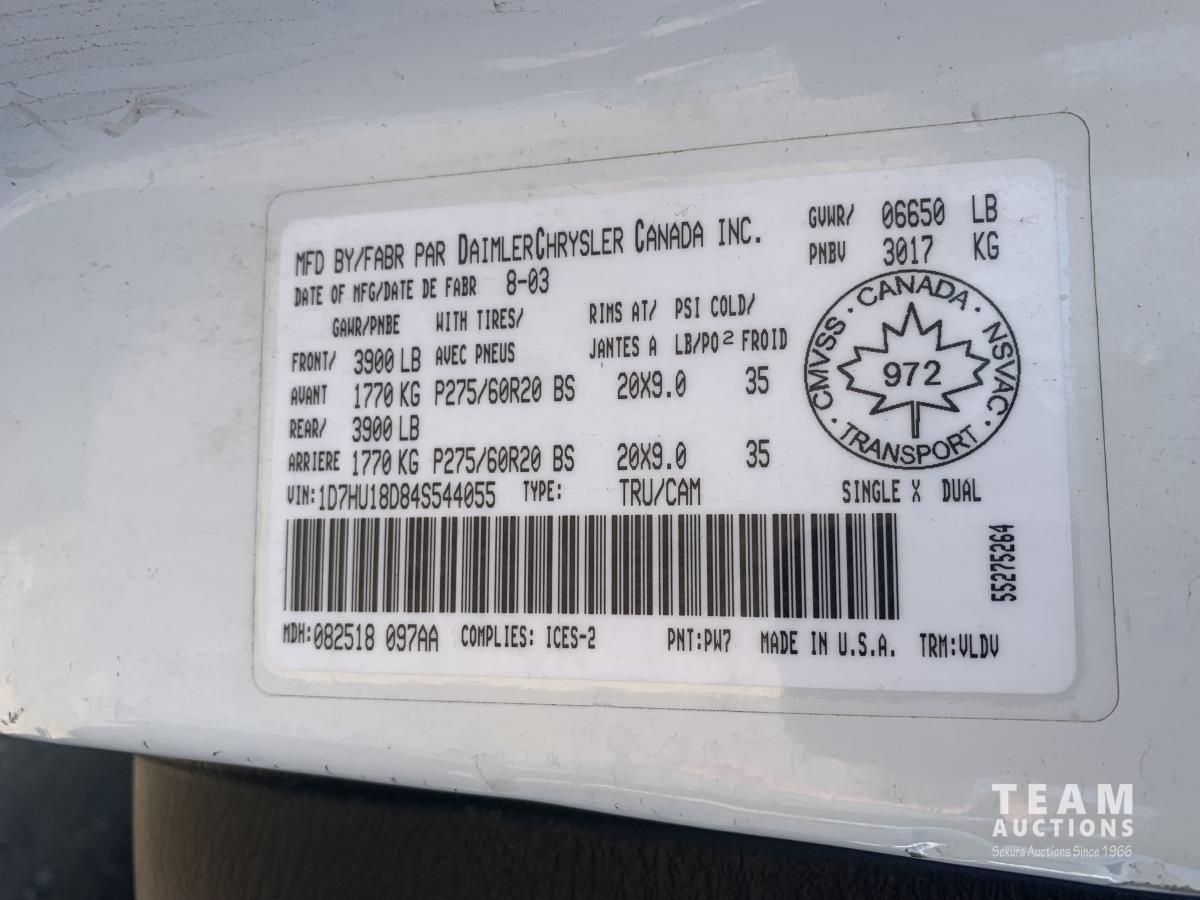 MFD BY/FABR PAR DAIMLERCHRYSLER CANADA INC.
GVWR/ 06650 LB
PNBV 3017 KG
DATE OF MFG/DATE DE FABR 8-03
GAWR/PNBE WITH TIRES/ RIMS AT/ PSI COLD/
FRONT/ 3900 LB AVEC PNEUS JANTES A LB/PO² FROID
AVANT 1770 KG P275/60R20 BS 20X9.0 35
REAR/ 3900 LB
ARRIERE 1770 KG P275/60R20 BS 20X9.0 35
CMVSS · CANADA · NSVAC · TRANSPORT ·
972
VIN: 1D7HU18D84S544055 TYPE: TRU/CAM SINGLE X DUAL
55275264
MDH: 082518 097AA COMPLIES: ICES-2 PNT: PW7 MADE IN U.S.A. TRM: VLDV
TEAM
AUCTIONS
Sekura Auctions Since 1966